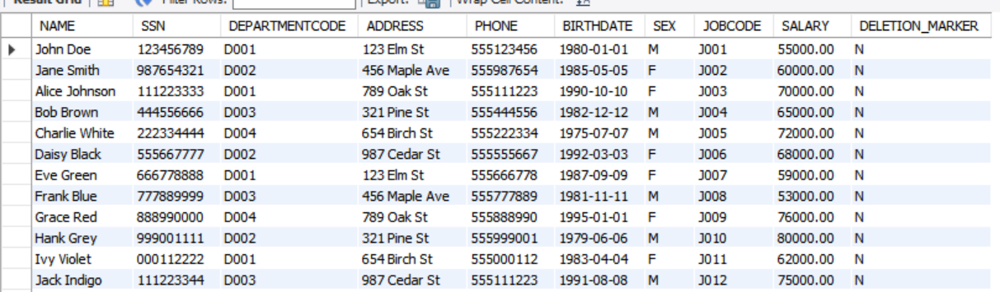 Result Grid Filter Rows: Export: Wrap Cell Content:
NAME SSN DEPARTMENTCODE ADDRESS PHONE BIRTHDATE SEX JOBCODE SALARY DELETION_MARKER
John Doe 123456789 D001 123 Elm St 555123456 1980-01-01 M J001 55000.00 N
Jane Smith 987654321 D002 456 Maple Ave 555987654 1985-05-05 F J002 60000.00 N
Alice Johnson 111223333 D001 789 Oak St 555111223 1990-10-10 F J003 70000.00 N
Bob Brown 444556666 D003 321 Pine St 555444556 1982-12-12 M J004 65000.00 N
Charlie White 222334444 D004 654 Birch St 555222334 1975-07-07 M J005 72000.00 N
Daisy Black 555667777 D002 987 Cedar St 555555667 1992-03-03 F J006 68000.00 N
Eve Green 666778888 D001 123 Elm St 555666778 1987-09-09 F J007 59000.00 N
Frank Blue 777889999 D003 456 Maple Ave 555777889 1981-11-11 M J008 53000.00 N
Grace Red 888990000 D004 789 Oak St 555888990 1995-01-01 F J009 76000.00 N
Hank Grey 999001111 D002 321 Pine St 555999001 1979-06-06 M J010 80000.00 N
Ivy Violet 000112222 D001 654 Birch St 555000112 1983-04-04 F J011 62000.00 N
Jack Indigo 111223344 D003 987 Cedar St 555111223 1991-08-08 M J012 75000.00 N